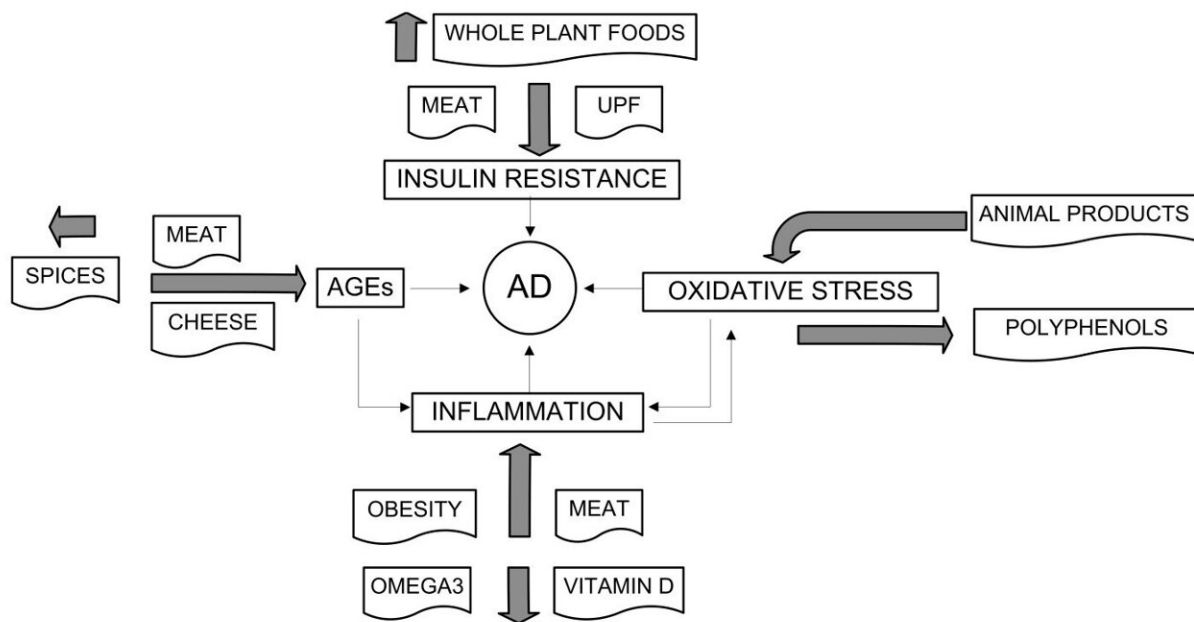 WHOLE PLANT FOODS
MEAT
UPF
INSULIN RESISTANCE
ANIMAL PRODUCTS
MEAT
SPICES
AGEs
AD
OXIDATIVE STRESS
CHEESE
POLYPHENOLS
INFLAMMATION
OBESITY
MEAT
OMEGA3
VITAMIN D